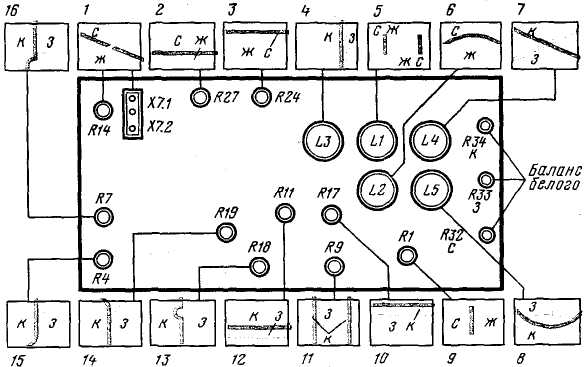 16 1 2 3 4 5 6 7
К З
С Ж
С Ж
Ж С
К З
С Ж Ж С
С Ж
К З
X7.1
X7.2
R14
R27
R24
L3
L1
L4
R34
К
L2
L5
R33
З
R32
С
Баланс
белого
R7
R19
R11
R17
R4
R18
R9
R1
К З
К З
К З
К З
З К
З К
С Ж
З К
15 14 13 12 11 10 9 8